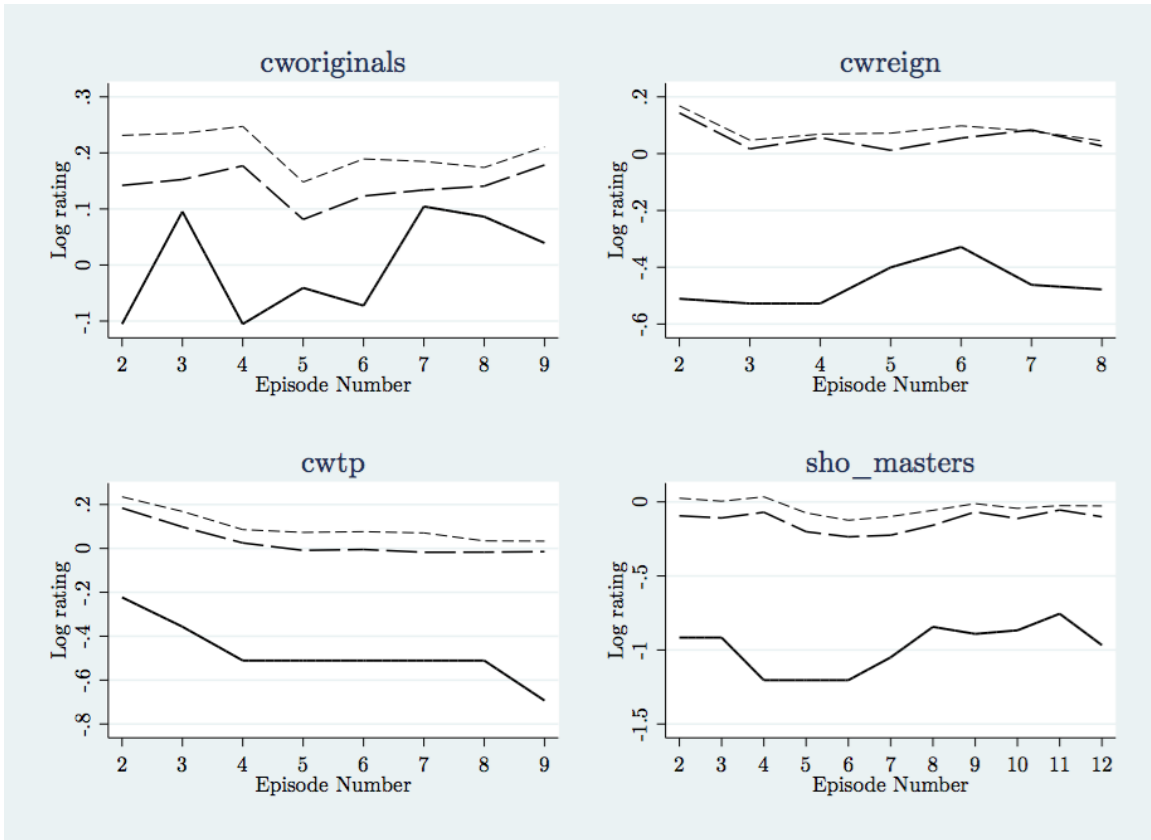 cworiginals
.3
.2
.1
0
-.1
Log rating
2 3 4 5 6 7 8 9
Episode Number
cwreign
.2
0
-.2
-.4
-.6
Log rating
2 3 4 5 6 7 8
Episode Number
cwtp
.2
0
-.2
-.4
-.6
-.8
Log rating
2 3 4 5 6 7 8 9
Episode Number
sho_masters
0
-.5
-1
-1.5
Log rating
2 3 4 5 6 7 8 9 10 11 12
Episode Number